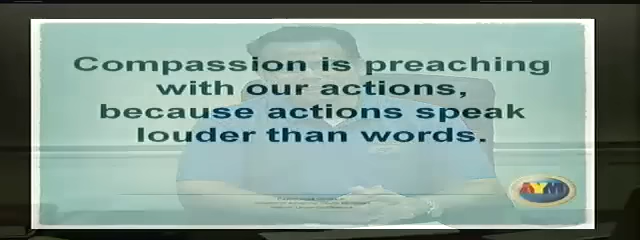 Compassion is preaching
with our actions,
because actions speak
louder than words.
AYM